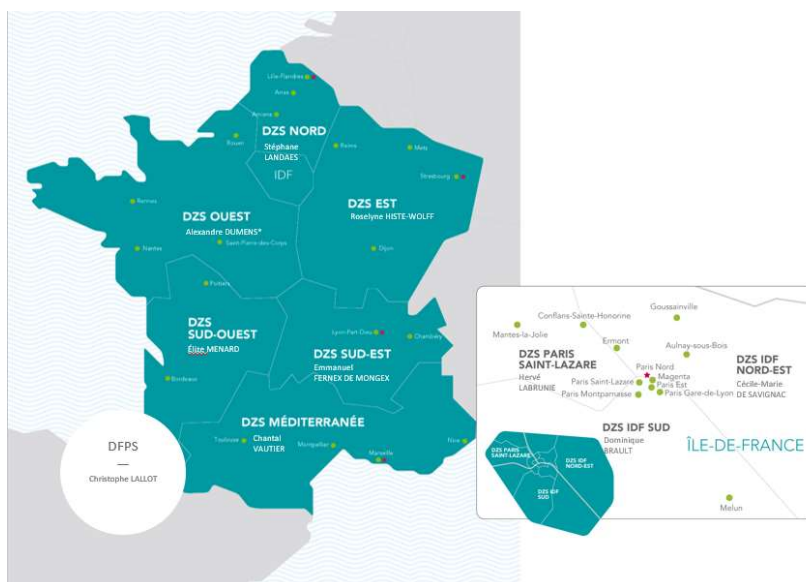 Lille-Flandres
Arras
Amiens
DZS NORD
Stéphane
LANDAES
Rouen
Reims
Metz
IDF
Strasbourg
DZS EST
Roselyne HISTE-WOLFF
Rennes
DZS OUEST
Alexandre DUMENS*
Saint-Pierre-des-Corps
Nantes
Dijon
Poitiers
DZS
SUD-OUEST
Élise MENARD
Lyon-Part-Dieu
Chambéry
DZS SUD-EST
Emmanuel
FERNEX DE MONGEX
Bordeaux
DZS MÉDITERRANÉE
Chantal
VAUTIER
Toulouse
Montpellier
Marseille
Nice
DFPS
—
Christophe LALLOT
Goussainville
Conflans-Sainte-Honorine
Mantes-la-Jolie
Ermont
Aulnay-sous-Bois
DZS PARIS
SAINT-LAZARE
Hervé
LABRUNIE
Paris Nord
Magenta
Paris Saint-Lazare
Paris Est
Paris Gare-de-Lyon
Paris Montparnasse
DZS IDF
NORD-EST
Cécile-Marie
DE SAVIGNAC
DZS IDF SUD
Dominique
BRAULT
ÎLE-DE-FRANCE
DZS PARIS
SAINT-LAZARE
DZS IDF
NORD-EST
DZS IDF
SUD
Melun